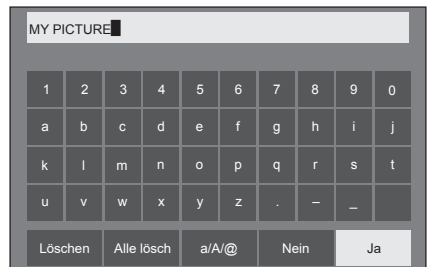 MY PICTURE
1 2 3 4 5 6 7 8 9 0
a b c d e f g h i j
k l m n o p q r s t
u v w x y z . – _
Löschen Alle lösch a/A/@ Nein Ja